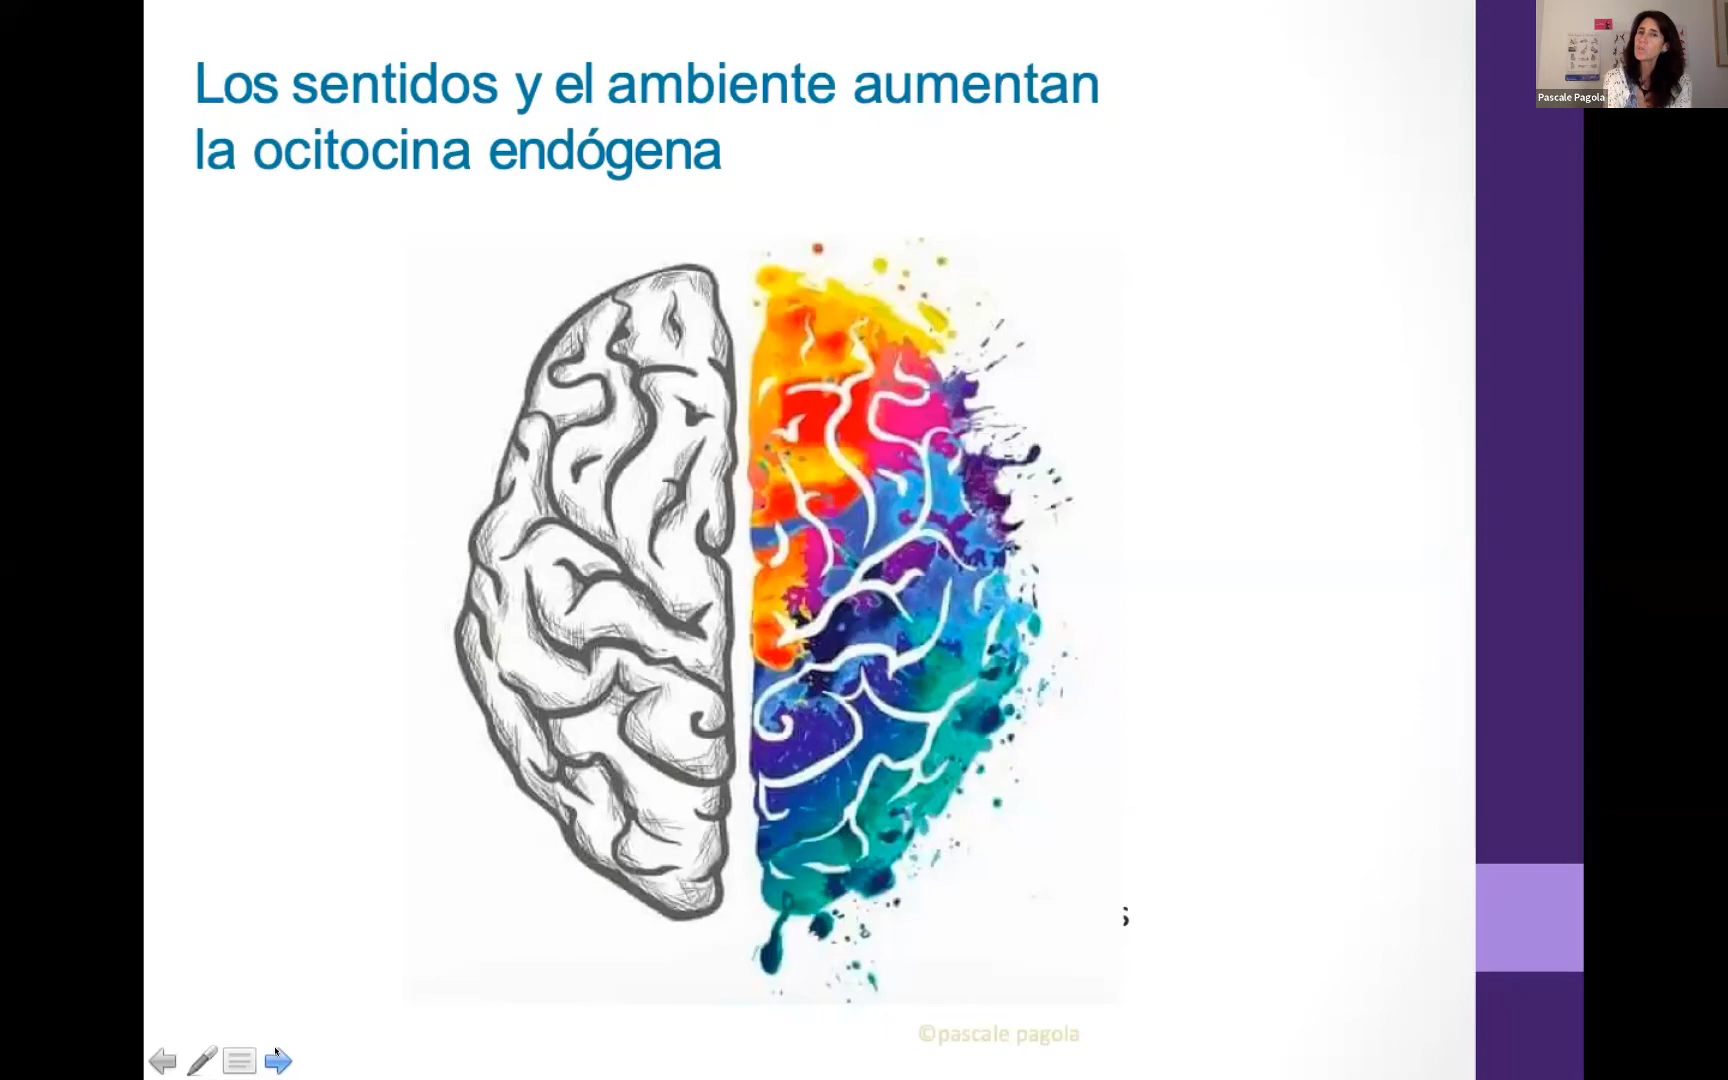 Los sentidos y el ambiente aumentan
la ocitocina endógena
Pascale Pagola
s
©pascale pagola